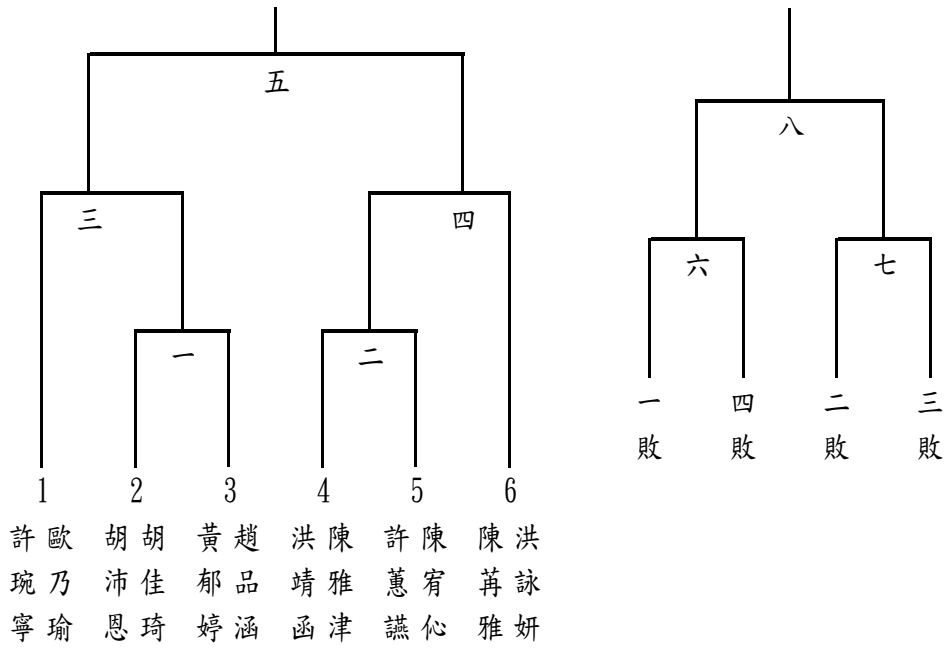 五
八
三
四
六
七
一
二
一敗
四敗
二敗
三敗
1
2
3
4
5
6
許琬寧
歐乃瑜
胡沛恩
胡佳琦
黃郁婷
趙品涵
洪靖函
陳雅津
許蕙讌
陳宥伈
陳苒雅
洪詠妍